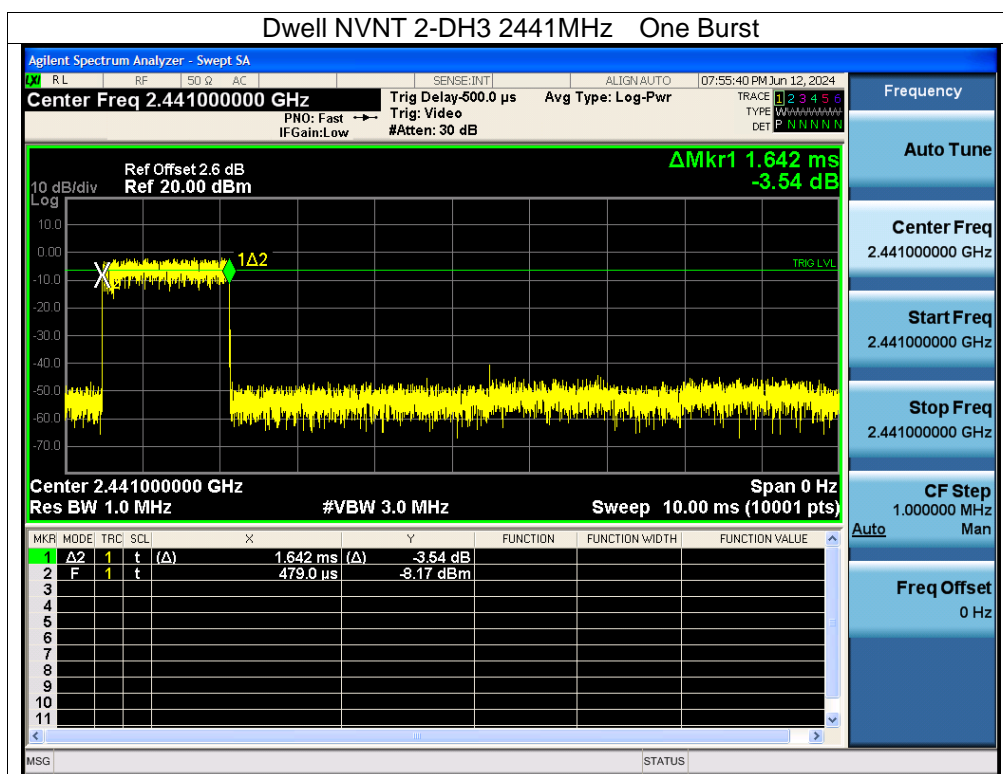 Dwell NVNT 2-DH3 2441MHz One Burst
Agilent Spectrum Analyzer - Swept SA
LXI RL RF 50 Ω AC SENSE:INT ALIGN AUTO 07:55:40 PM Jun 12, 2024
Center Freq 2.441000000 GHz Trig Delay-500.0 µs Avg Type: Log-Pwr TRACE 1 2 3 4 5 6
PNO: Fast Trig: Video TYPE WWWWWW
IFGain:Low #Atten: 30 dB DET P N N N N N
Frequency
Auto Tune
Center Freq
2.441000000 GHz
Start Freq
2.441000000 GHz
Stop Freq
2.441000000 GHz
CF Step
1.000000 MHz
Auto Man
Freq Offset
0 Hz
ΔMkr1 1.642 ms
-3.54 dB
Ref Offset 2.6 dB
10 dB/div Ref 20.00 dBm
Log
10.0
0.00
-10.0
-20.0
-30.0
-40.0
-50.0
-60.0
-70.0
1Δ2
2
TRIG LVL
Center 2.441000000 GHz Span 0 Hz
Res BW 1.0 MHz #VBW 3.0 MHz Sweep 10.00 ms (10001 pts)
MKR MODE TRC SCL X Y FUNCTION FUNCTION WIDTH FUNCTION VALUE
1 Δ2 1 t (Δ) 1.642 ms (Δ) -3.54 dB
2 F 1 t 479.0 µs -8.17 dBm
3
4
5
6
7
8
9
10
11
MSG STATUS